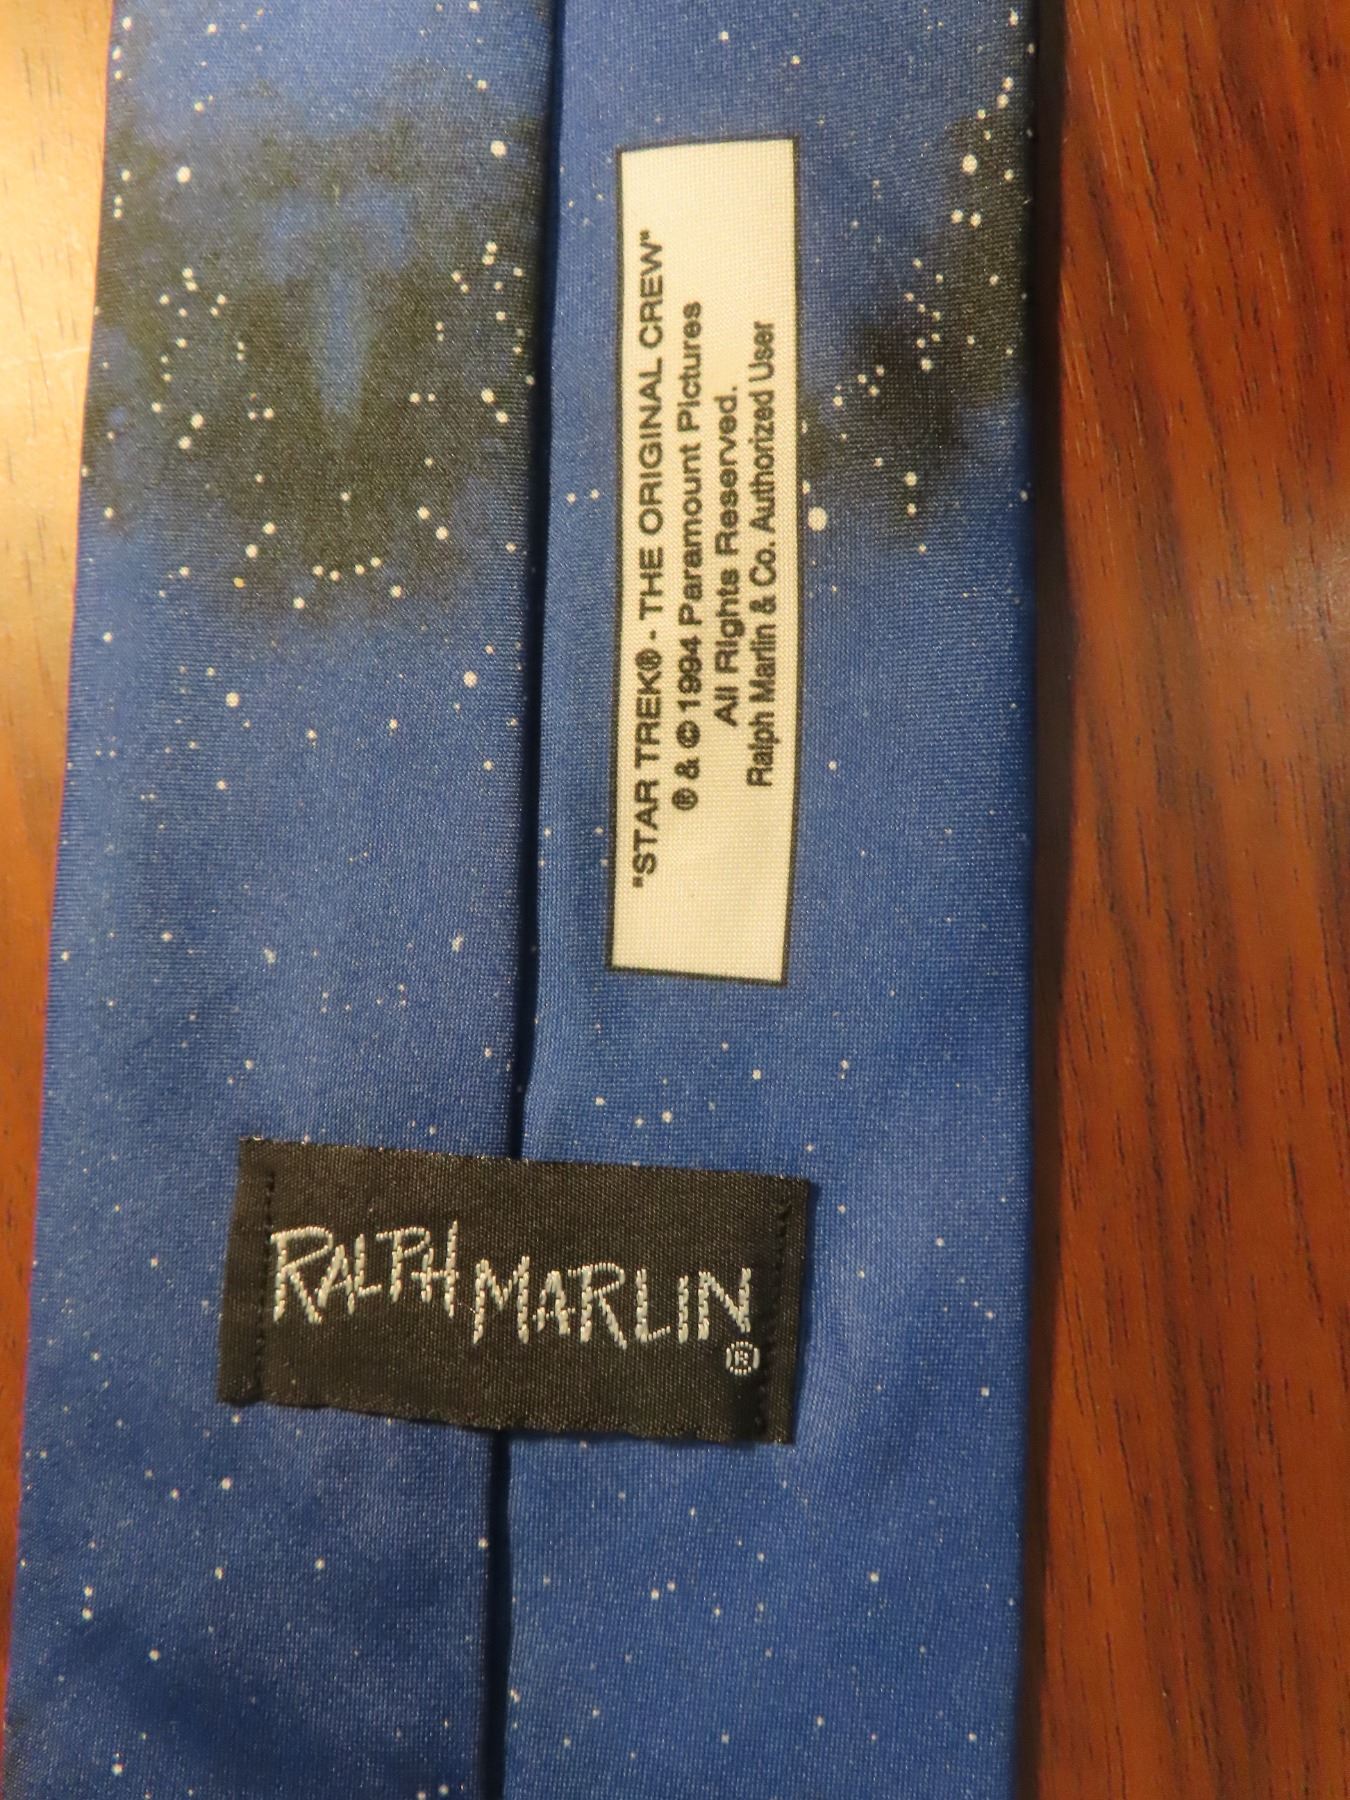 "STAR TREK® - THE ORIGINAL CREW"
® & © 1994 Paramount Pictures
All Rights Reserved.
Ralph Marlin & Co. Authorized User
RALPH MARLIN
®